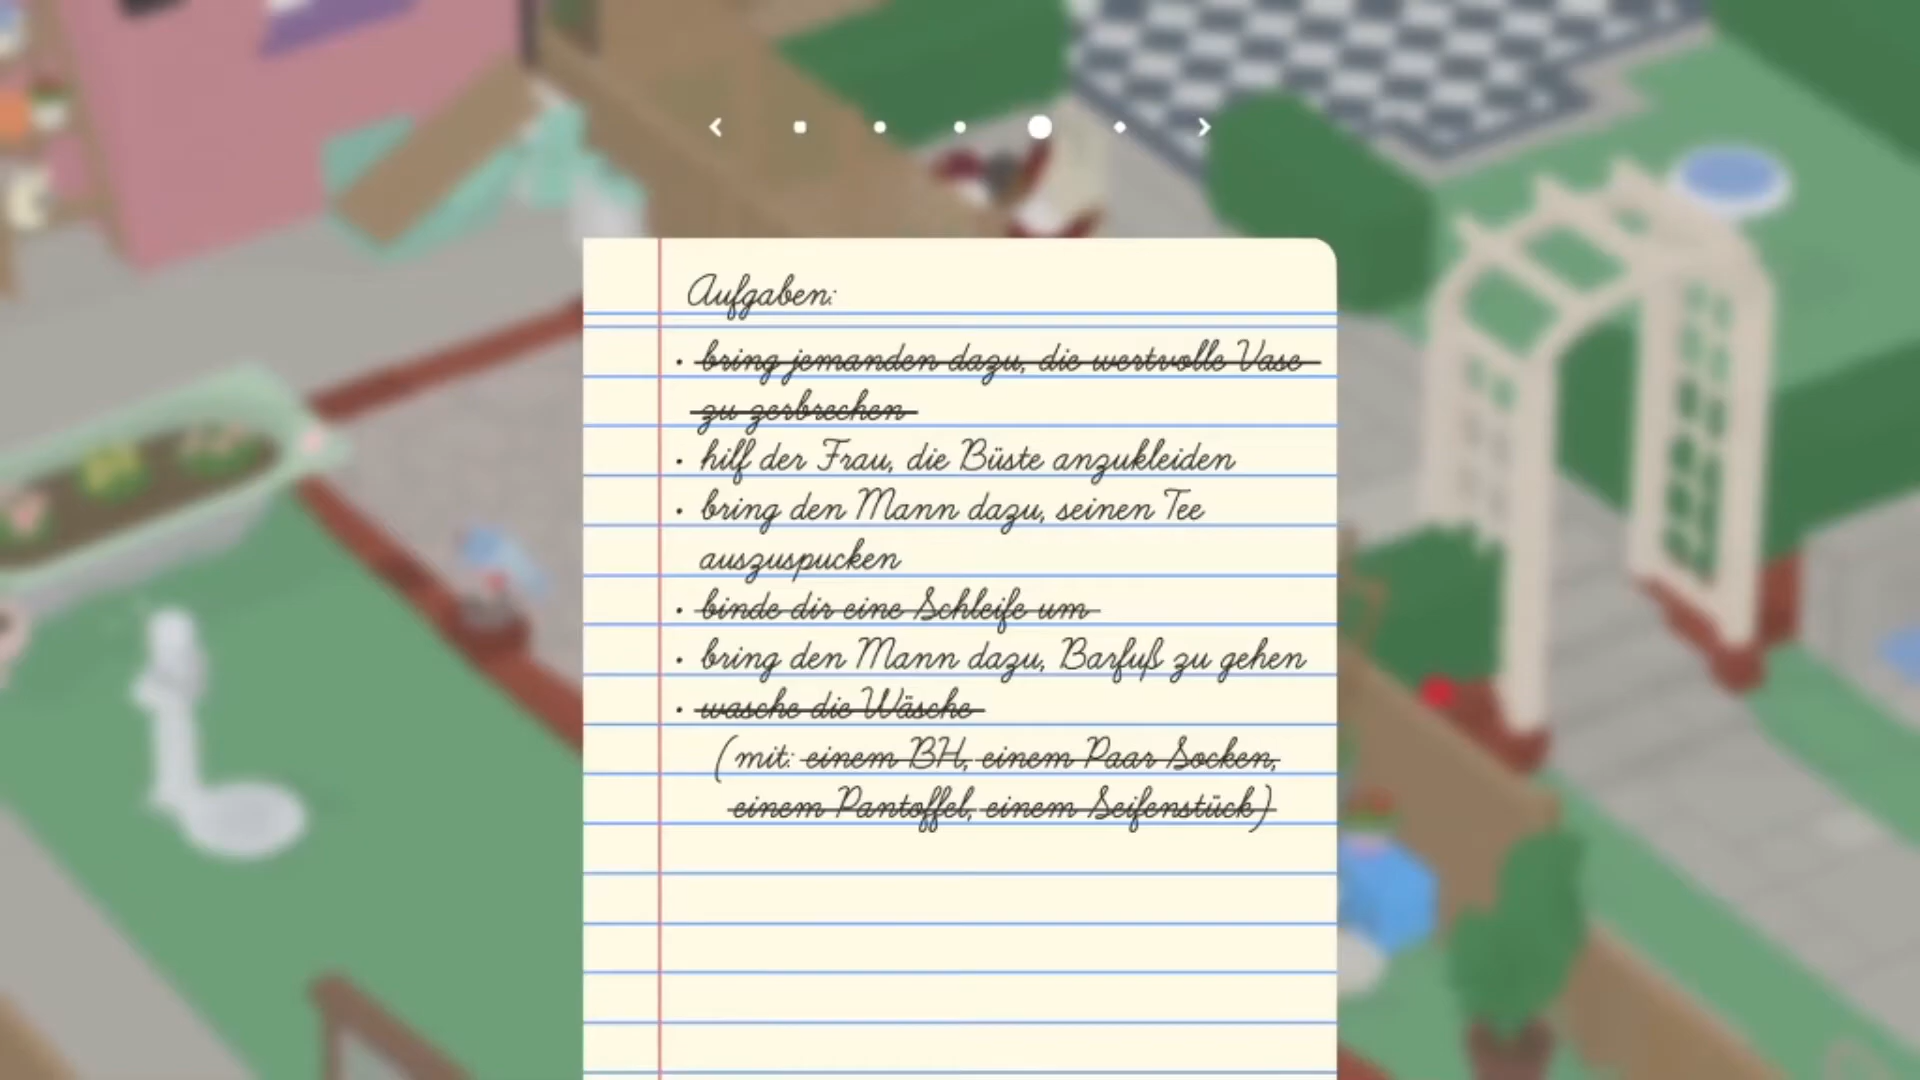 Aufgaben:
• bring jemanden dazu, die wertvolle Vase
zu zerbrechen
• hilf der Frau, die Büste anzukleiden
• bring den Mann dazu, seinen Tee
auszuspucken
• binde dir eine Schleife um
• bring den Mann dazu, Barfuß zu gehen
• wasche die Wäsche
(mit: einem BH, einem Paar Socken,
einem Pantoffel, einem Seifenstück)